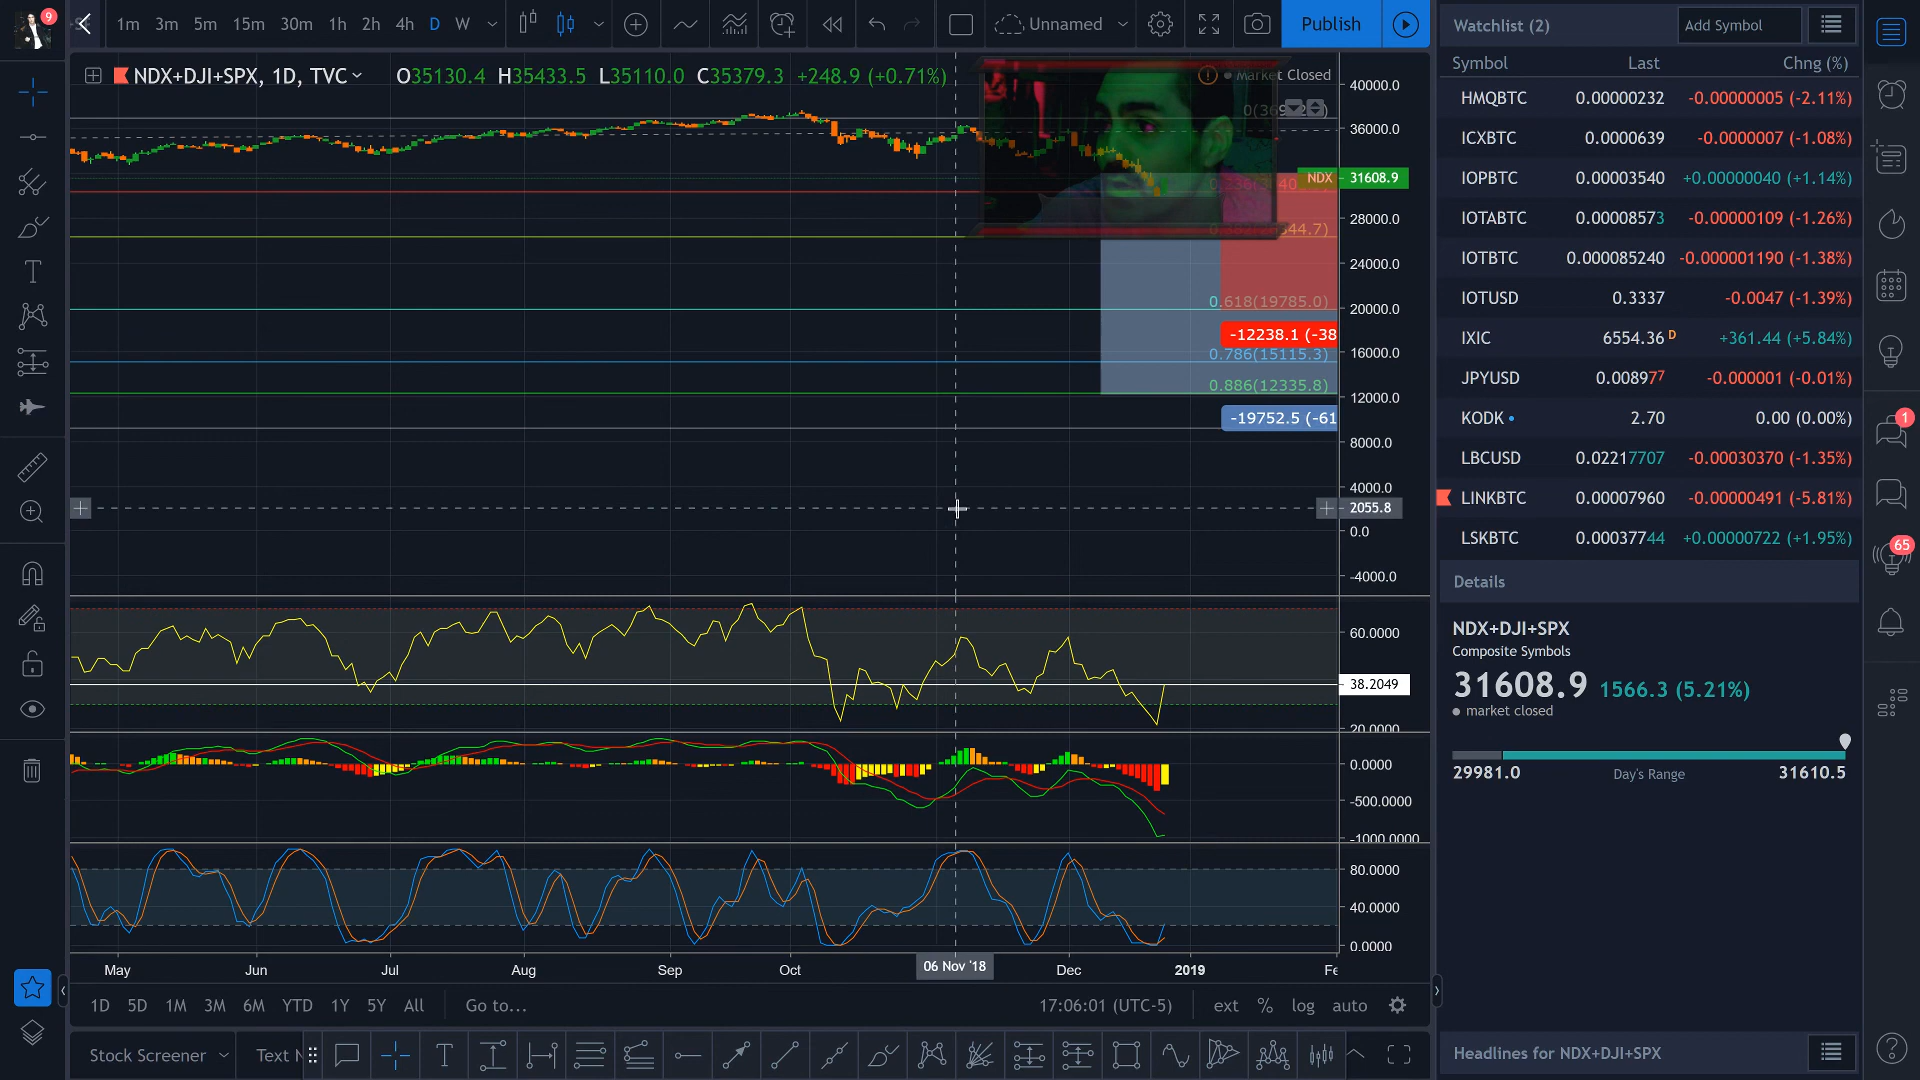 9
1m 3m 5m 15m 30m 1h 2h 4h D W
Unnamed
Publish
Watchlist (2)
Add Symbol
NDX+DJI+SPX, 1D, TVC O35130.4 H35433.5 L35110.0 C35379.3 +248.9 (+0.71%)
Market Closed
Symbol Last Chng (%)
HMQBTC 0.00000232 -0.00000005 (-2.11%)
ICXBTC 0.0000639 -0.0000007 (-1.08%)
IOPBTC 0.00003540 +0.00000040 (+1.14%)
IOTABTC 0.00008573 -0.00000109 (-1.26%)
IOTBTC 0.000085240 -0.000001190 (-1.38%)
IOTUSD 0.3337 -0.0047 (-1.39%)
IXIC 6554.36 D +361.44 (+5.84%)
JPYUSD 0.008977 -0.000001 (-0.01%)
KODK 2.70 0.00 (0.00%)
LBCUSD 0.02217707 -0.00030370 (-1.35%)
LINKBTC 0.00007960 -0.00000491 (-5.81%)
LSKBTC 0.00037744 +0.00000722 (+1.95%)
1
65
40000.0
36000.0
NDX 31608.9
28000.0
24000.0
0.618(19785.0)
20000.0
-12238.1 (-38
0.786(15115.3)
16000.0
0.886(12335.8)
12000.0
-19752.5 (-61
8000.0
4000.0
2055.8
0.0
-4000.0
60.0000
38.2049
20.0000
0.0000
-500.0000
-1000.0000
80.0000
40.0000
0.0000
May Jun Jul Aug Sep Oct 06 Nov '18 Dec 2019 Fe
1D 5D 1M 3M 6M YTD 1Y 5Y All Go to...
17:06:01 (UTC-5) ext % log auto
Stock Screener Text N
Details
NDX+DJI+SPX
Composite Symbols
31608.9 1566.3 (5.21%)
market closed
29981.0 Day's Range 31610.5
Headlines for NDX+DJI+SPX